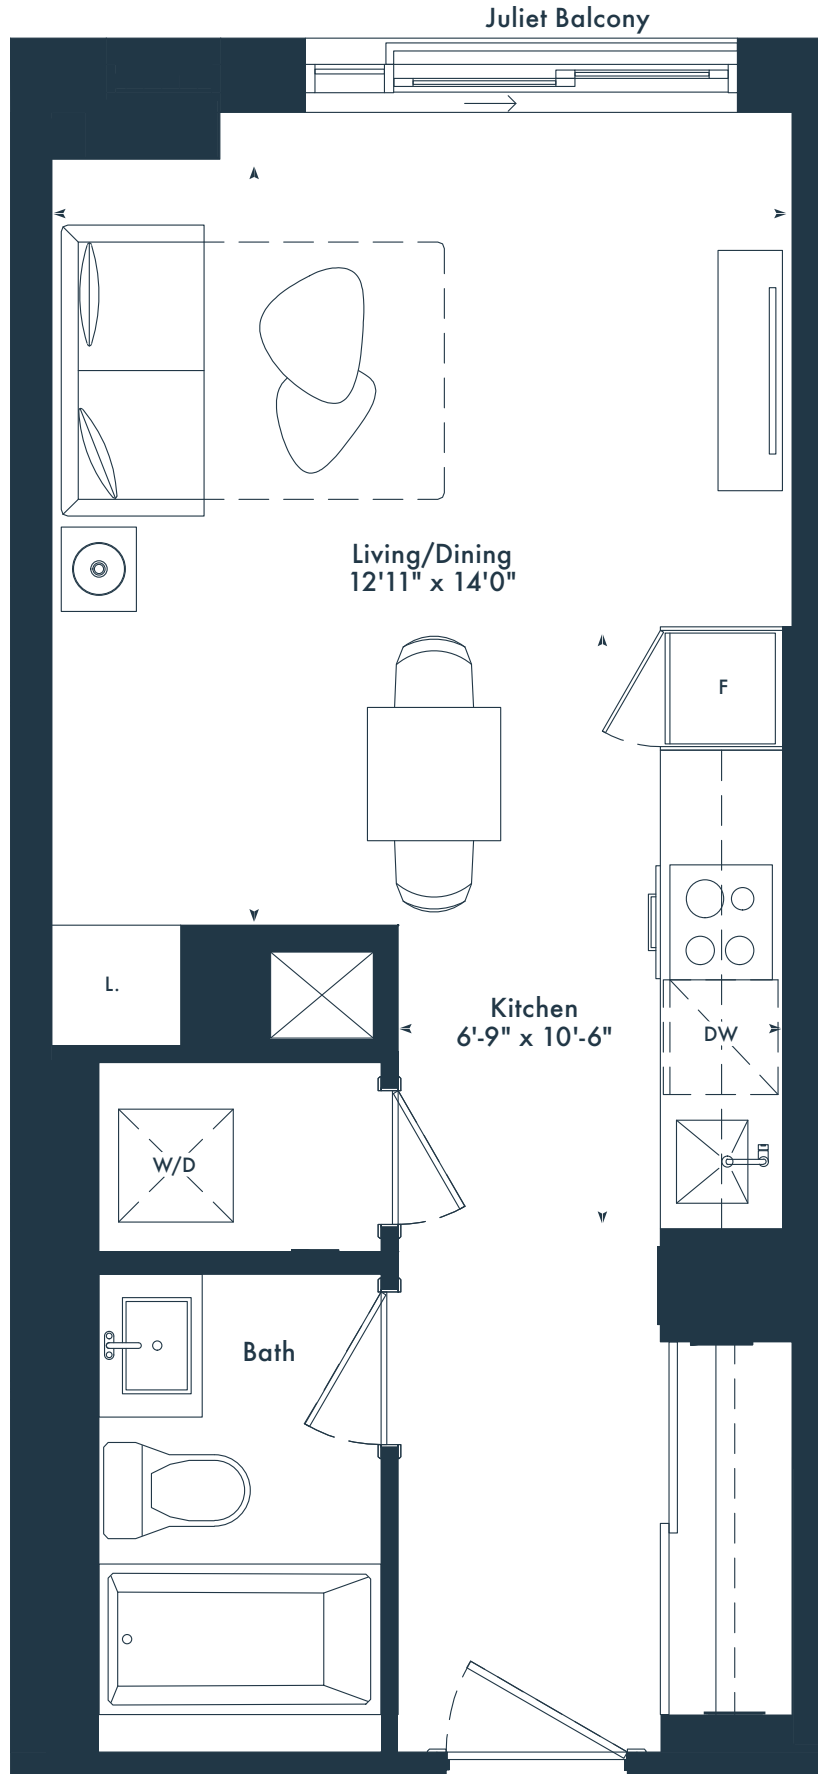 Juliet Balcony
Living/Dining
12'11" x 14'0"
F
L.
Kitchen
6'-9" x 10'-6"
DW
W/D
Bath